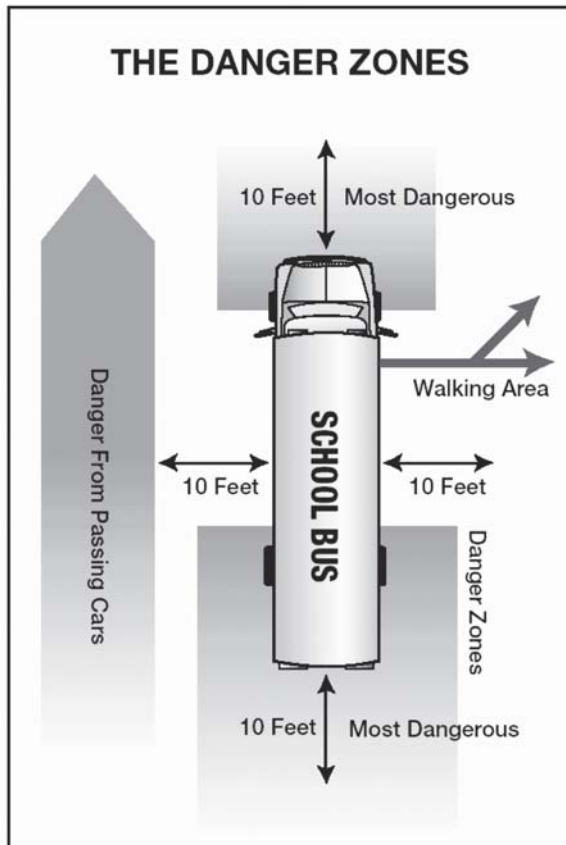 THE DANGER ZONES
10 Feet
Most Dangerous
Walking Area
Danger From Passing Cars
10 Feet
SCHOOL BUS
10 Feet
Danger Zones
10 Feet
Most Dangerous